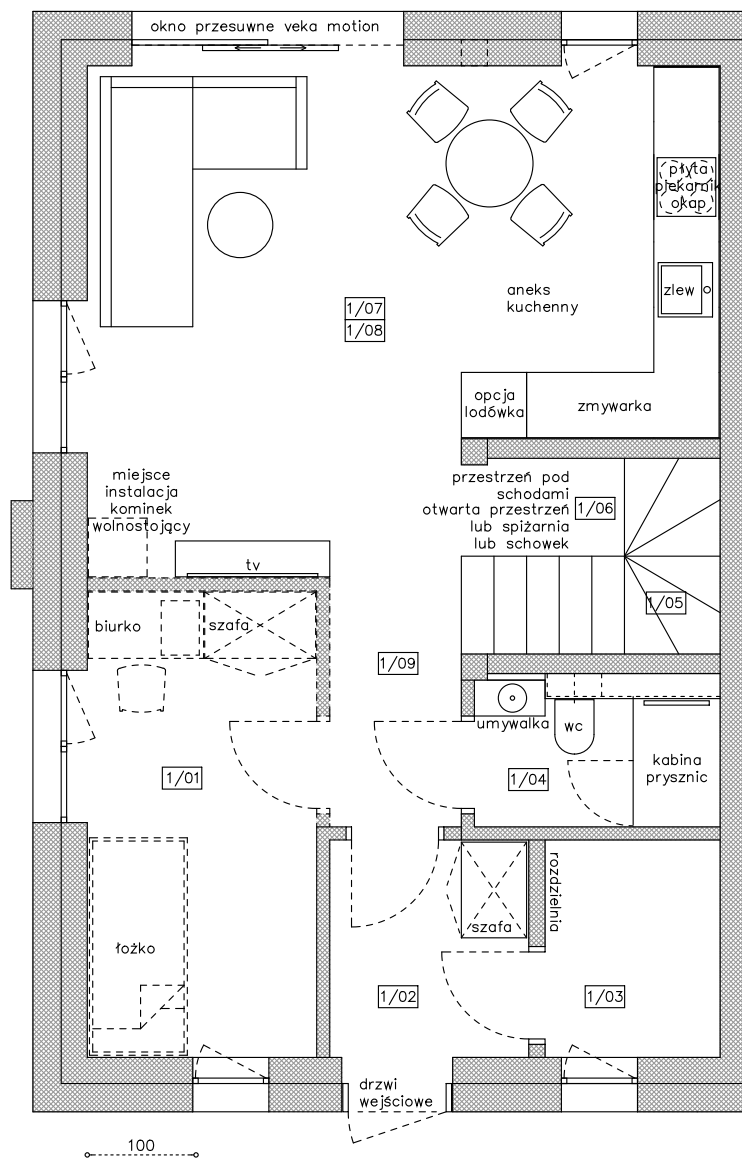 okno przesuwne veka motion
płyta
piekarnik
okap
zlew
aneks
kuchenny
1/07
1/08
opcja
lodówka
zmywarka
miejsce
instalacja
kominek
wolnostojący
przestrzeń pod
schodami
otwarta przestrzeń
lub spiżarnia
lub schowek
1/06
tv
1/05
biurko
szafa
1/09
umywalka
wc
kabina
prysznic
1/01
1/04
rozdzielnia
szafa
łożko
1/02
1/03
drzwi
wejściowe
100